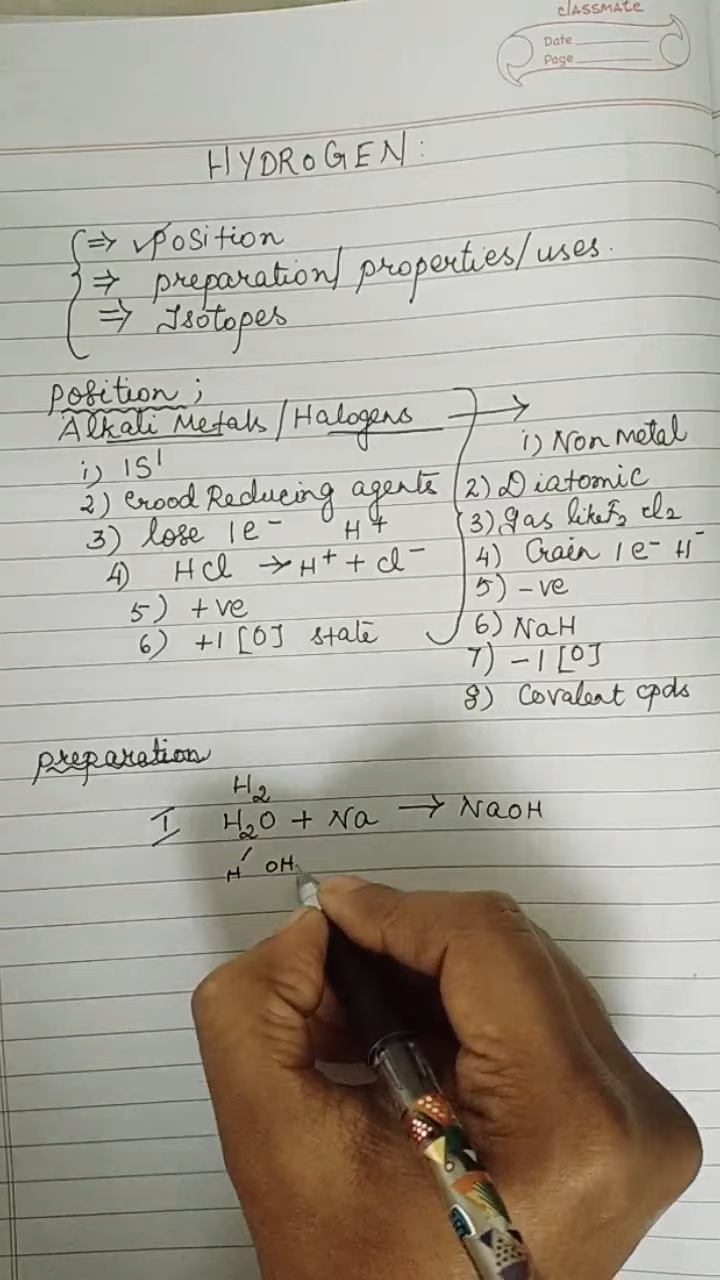 classmate
Date
Page
HYDROGEN:
⇒ position
⇒ preparation/properties/uses.
⇒ Isotopes
Position;
Alkali Metals/Halogens →
i) 1S¹
2) Good Reducing agents
3) lose 1e⁻ H⁺
4) HCl → H⁺ + Cl⁻
5) +ve
6) +1 [O] state
i) Non metal
2) Diatomic
3) gas like F₂ Cl₂
4) Gain 1e⁻ H⁻
5) -ve
6) NaH
7) -1 [O]
8) Covalent cpds
preparation
H₂
I H₂O + Na → NaOH
H OH